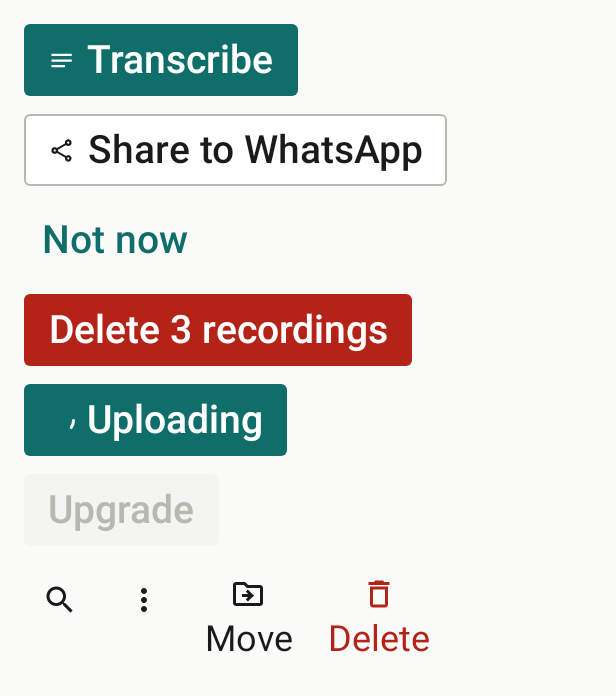 Transcribe
Share to WhatsApp
Not now
Delete 3 recordings
Uploading
Upgrade
Move
Delete